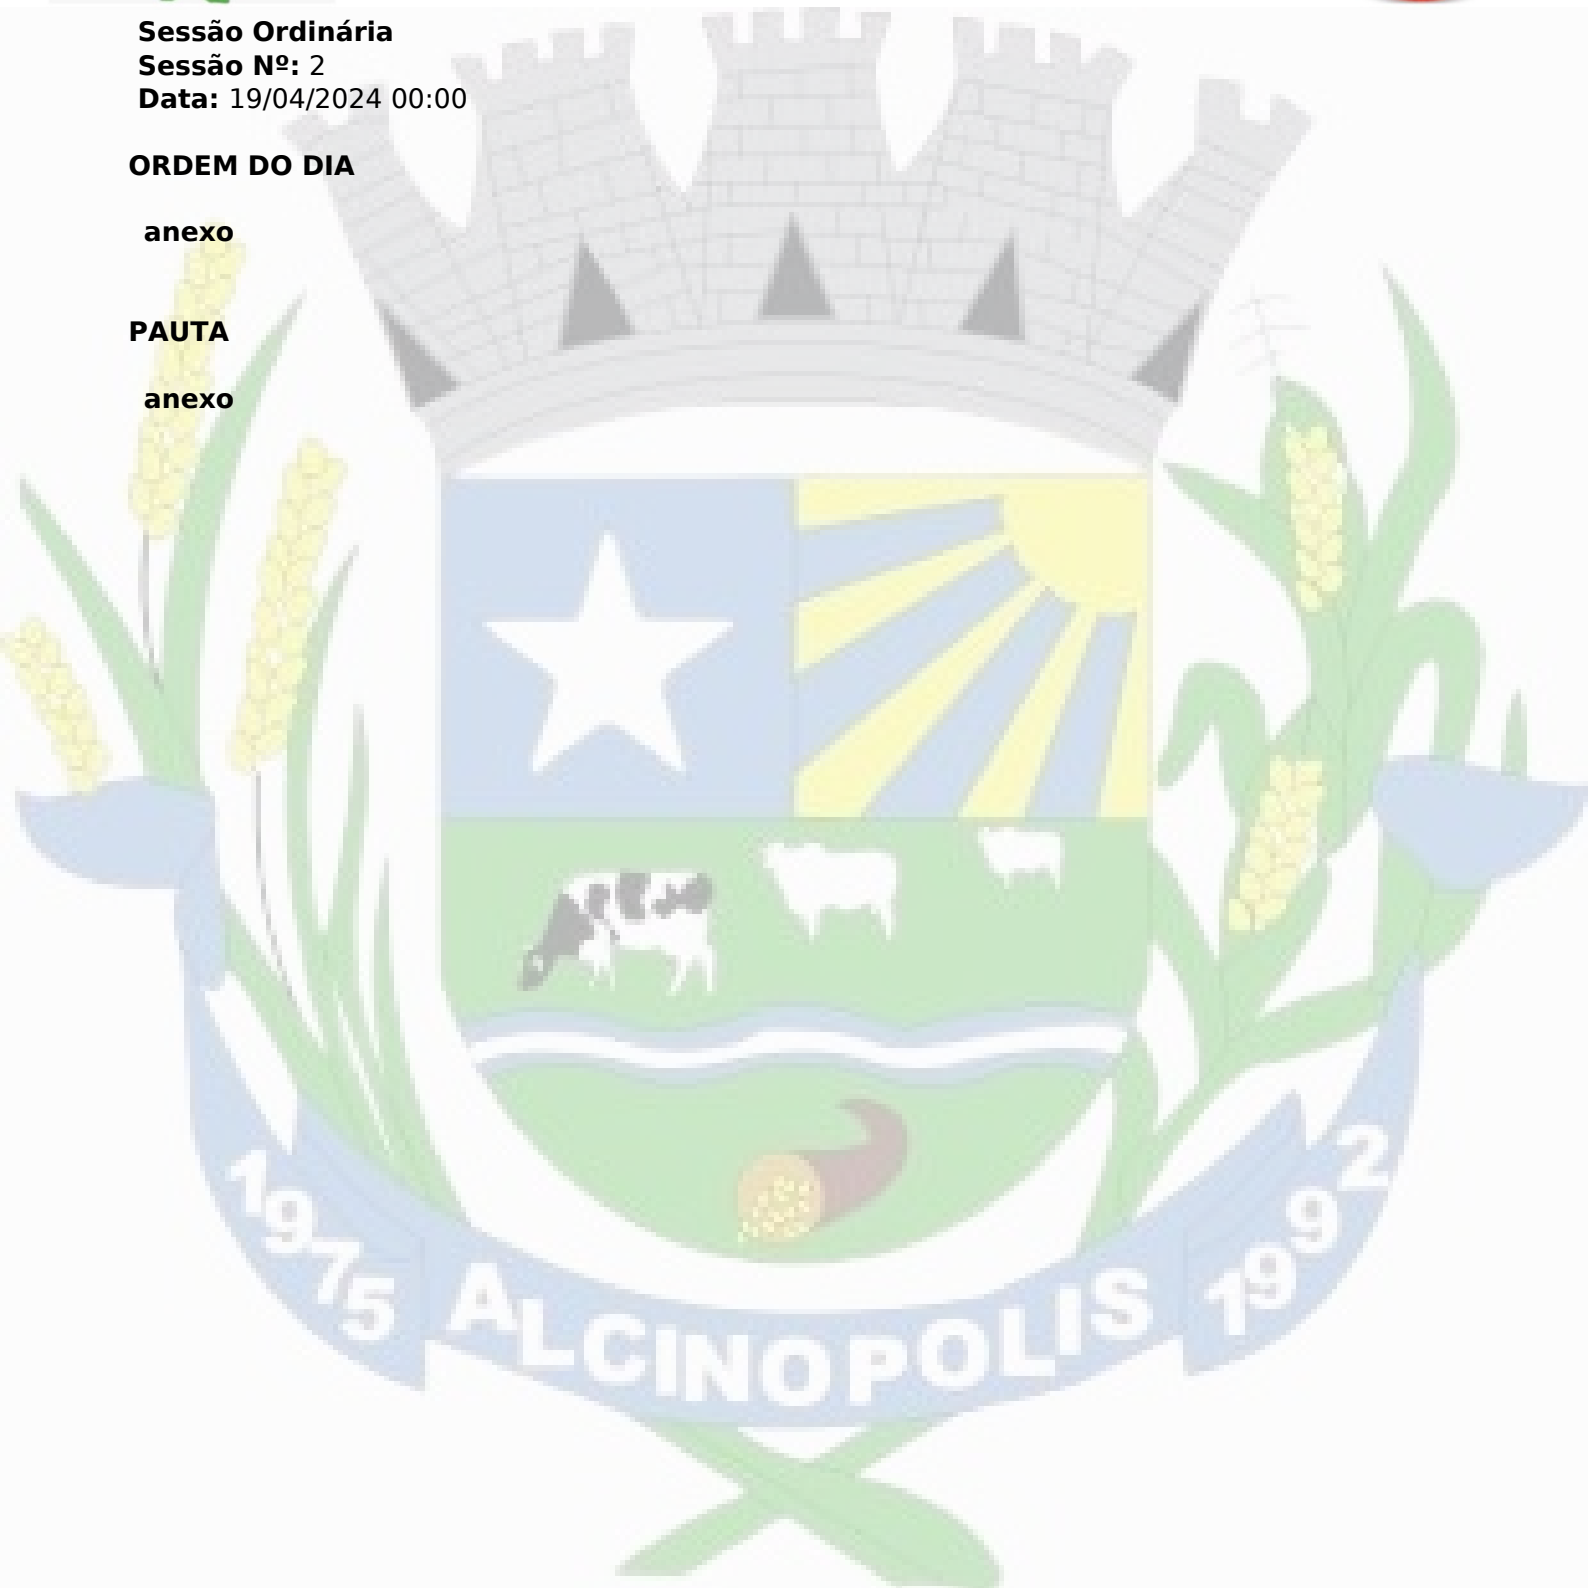 Sessão Ordinária
Sessão Nº: 2
Data: 19/04/2024 00:00
ORDEM DO DIA
anexo
PAUTA
anexo
1975 ALCINOPOLIS 1992